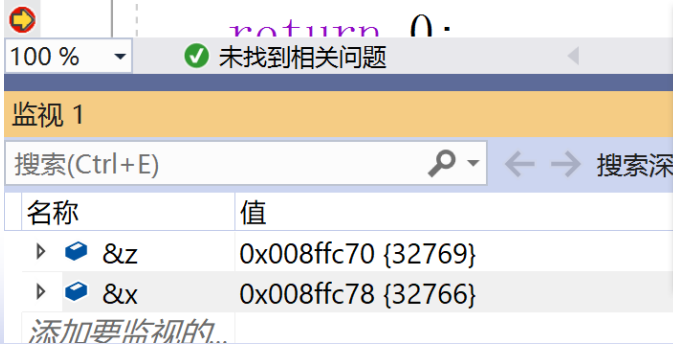 return 0;
100 %
未找到相关问题
监视 1
搜索(Ctrl+E)
搜索深
名称 值
&z 0x008ffc70 {32769}
&x 0x008ffc78 {32766}
添加要监视的...